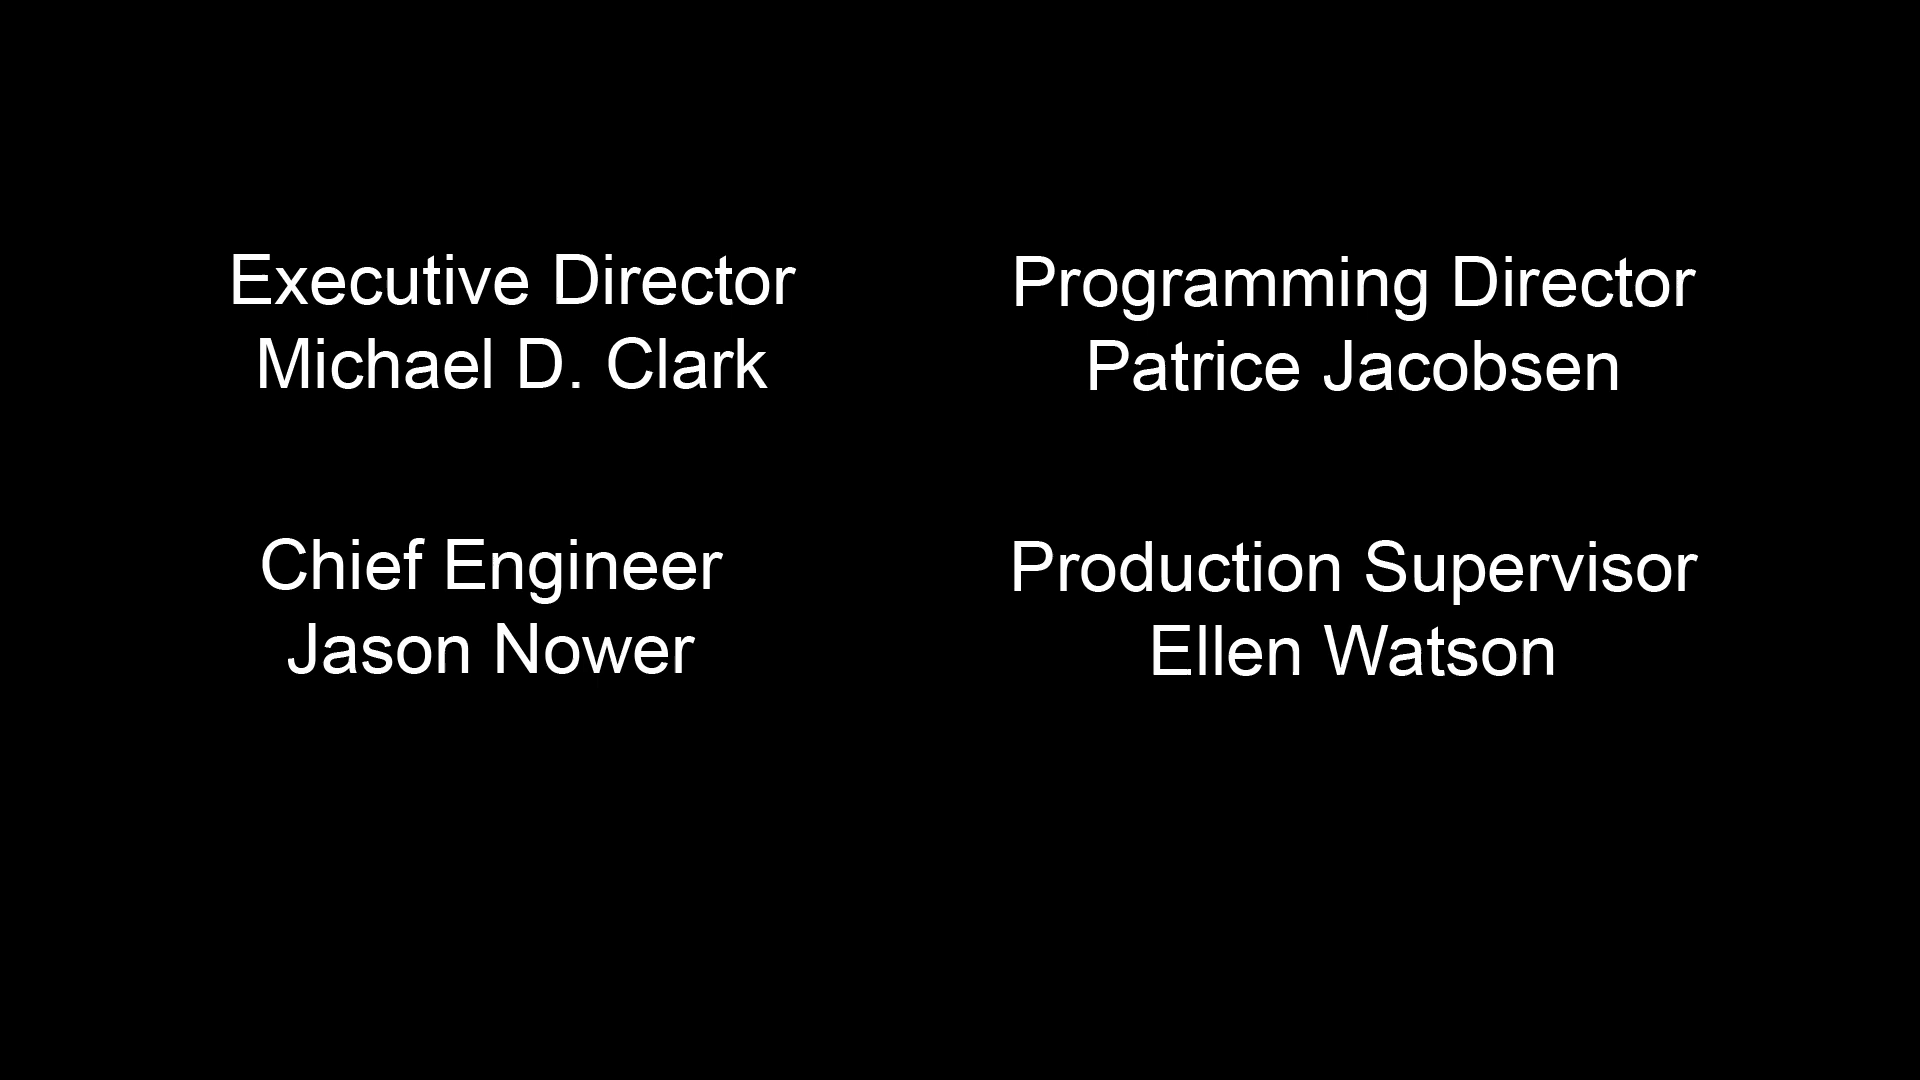 Executive Director
Michael D. Clark
Programming Director
Patrice Jacobsen
Chief Engineer
Jason Nower
Production Supervisor
Ellen Watson